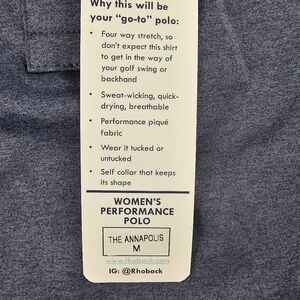 Why this will be
your "go-to" polo:
• Four way stretch, so
don't expect this shirt
to get in the way of
your golf swing or
backhand
• Sweat-wicking, quick-
drying, breathable
• Performance piqué
fabric
• Wear it tucked or
untucked
• Self collar that keeps
its shape
WOMEN'S
PERFORMANCE
POLO
THE ANNAPOLIS
M
www.rhoback.com
IG: @Rhoback